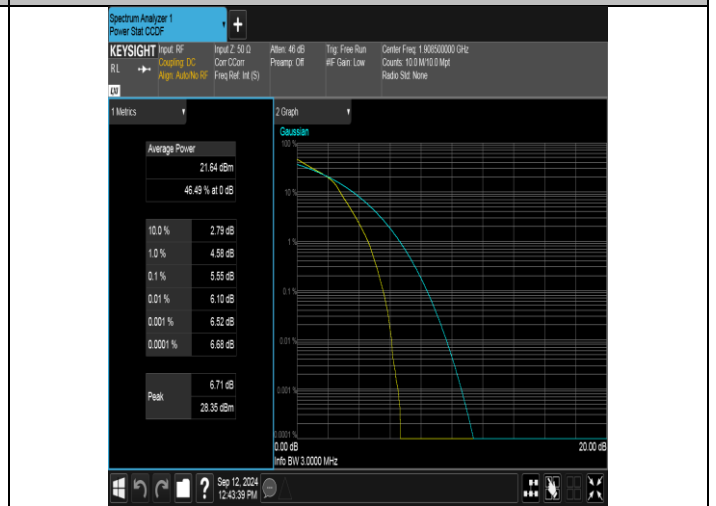 Spectrum Analyzer 1
Power Stat CCDF
+
KEYSIGHT Input: RF Input Z: 50 Ω Atten: 46 dB Trig: Free Run Center Freq: 1.908500000 GHz
RL Coupling: DC Corr CCorr Preamp: Off #IF Gain: Low Counts: 10.0 M/10.0 Mpt
Align: Auto/No RF Freq Ref: Int (S) Radio Std: None
1 Metrics
2 Graph
Gaussian
Average Power
21.64 dBm
46.49 % at 0 dB
10.0 % 2.79 dB
1.0 % 4.58 dB
0.1 % 5.55 dB
0.01 % 6.10 dB
0.001 % 6.52 dB
0.0001 % 6.68 dB
Peak 6.71 dB
28.35 dBm
100 %
10 %
1 %
0.1 %
0.01 %
0.001 %
0.0001 %
0.00 dB 20.00 dB
Info BW 3.0000 MHz
? Sep 12, 2024
12:43:39 PM